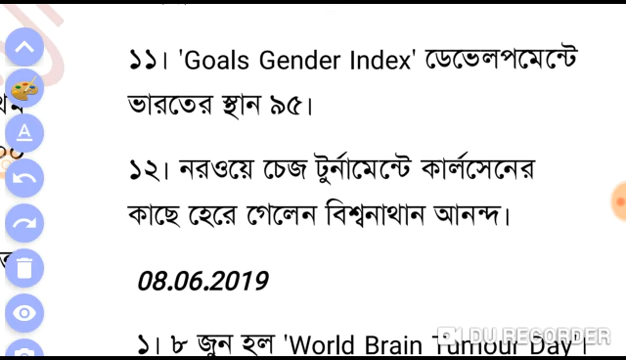 ১১। 'Goals Gender Index' ডেভেলপমেন্টে
ভারতের স্থান ৯৫।
১২। নরওয়ে চেজ টুর্নামেন্টে কার্লসেনের
কাছে হেরে গেলেন বিশ্বনাথান আনন্দ।
08.06.2019
১। ৮ জুন হল 'World Brain Tumour Day'।
DU RECORDER